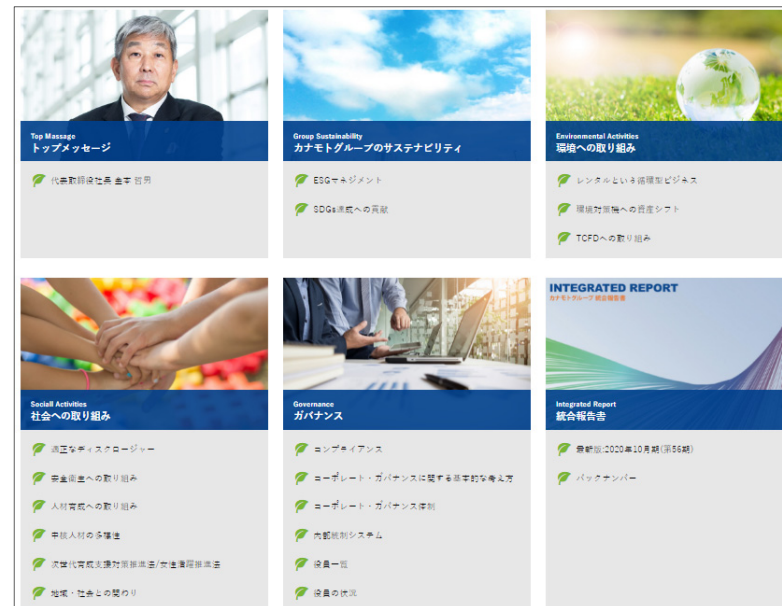 Top Massage
トップメッセージ
代表取締役社長 金本 哲男
Group Sustainability
カナモトグループのサステナビリティ
ESGマネジメント
SDGs達成への貢献
Environmental Activities
環境への取り組み
レンタルという循環型ビジネス
環境対策機への資産シフト
TCFDへの取り組み
Sociall Activities
社会への取り組み
適正なディスクロージャー
安全衛生への取り組み
人材育成への取り組み
中核人材の多様性
次世代育成支援対策推進法/女性活躍推進法
地域・社会との関わり
Governance
ガバナンス
コンプライアンス
コーポレート・ガバナンスに関する基本的な考え方
コーポレート・ガバナンス体制
内部統制システム
役員一覧
役員の状況
INTEGRATED REPORT
カナモトグループ 統合報告書
Integrated Report
統合報告書
最新版:2020年10月期(第56期)
バックナンバー